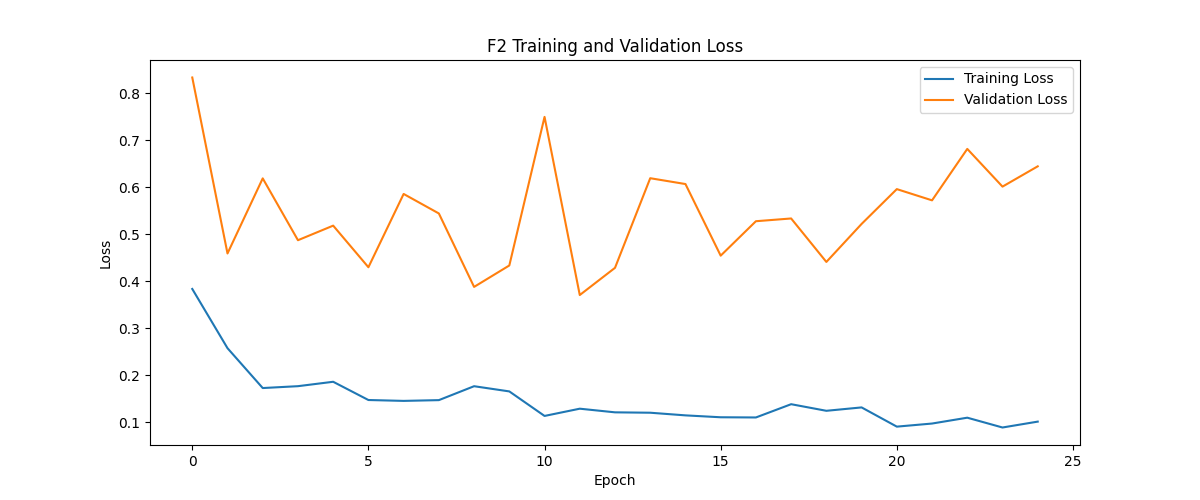 F2 Training and Validation Loss
Training Loss
Validation Loss
0.8
0.7
0.6
0.5
0.4
0.3
0.2
0.1
Loss
0 5 10 15 20 25
Epoch